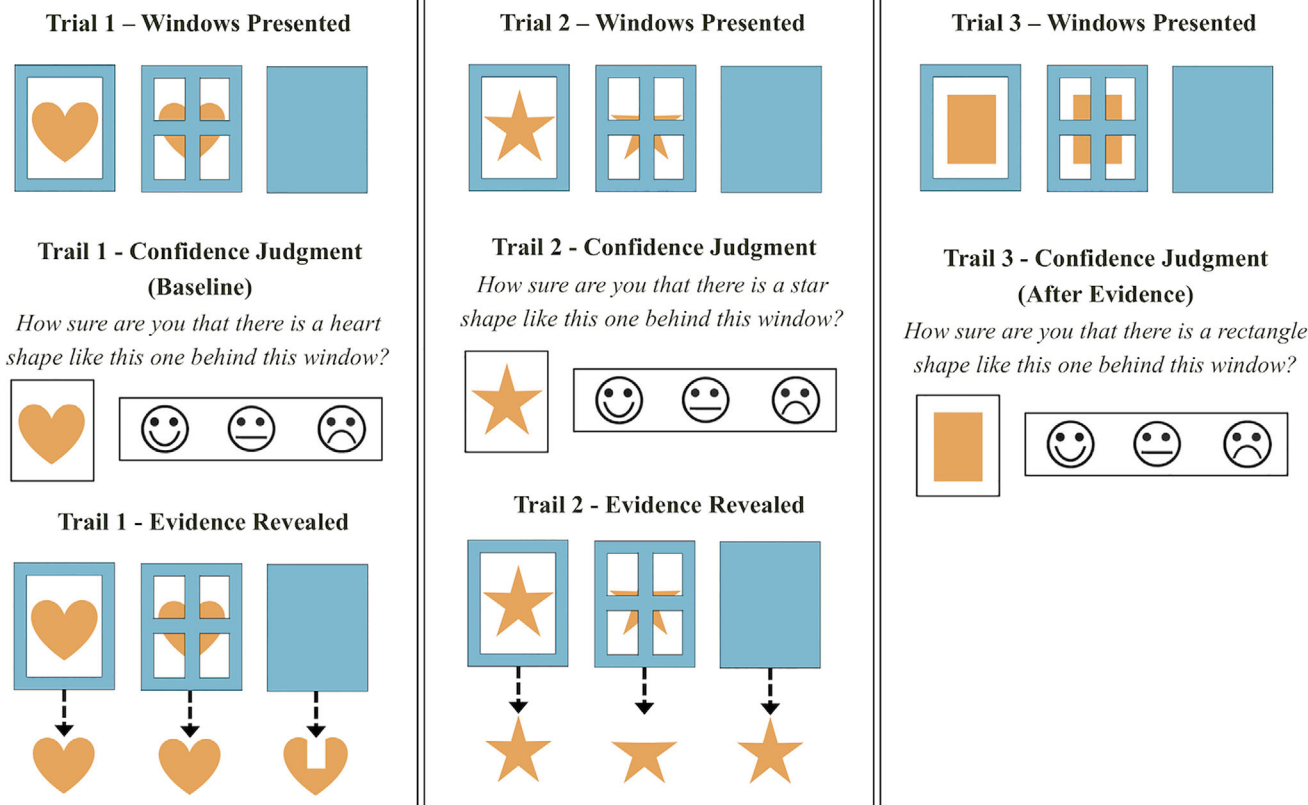 Trial 1 – Windows Presented
Trail 1 - Confidence Judgment
(Baseline)
How sure are you that there is a heart
shape like this one behind this window?
Trail 1 - Evidence Revealed
Trial 2 – Windows Presented
Trail 2 - Confidence Judgment
How sure are you that there is a star
shape like this one behind this window?
Trail 2 - Evidence Revealed
Trial 3 – Windows Presented
Trail 3 - Confidence Judgment
(After Evidence)
How sure are you that there is a rectangle
shape like this one behind this window?